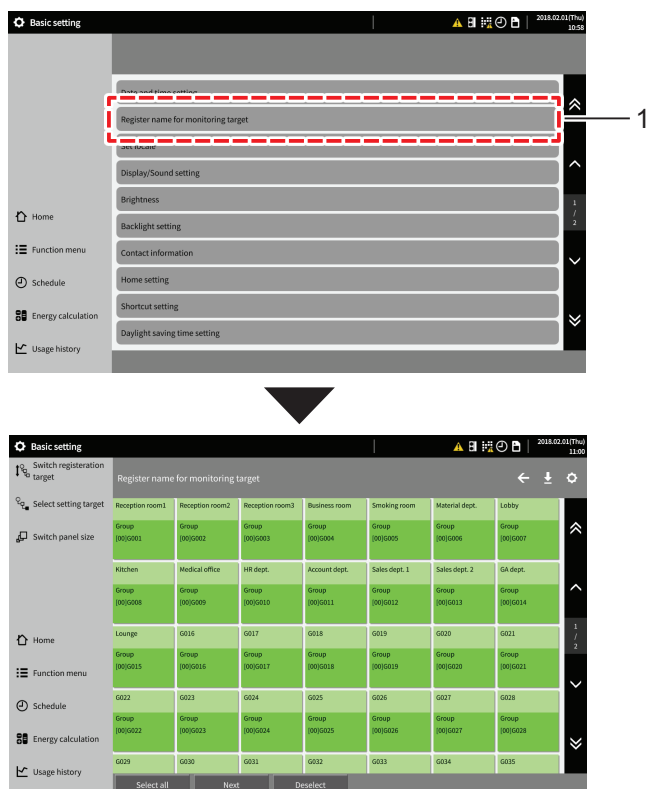 Basic setting
2018.02.01(Thu)
10:58
Date and time setting
Register name for monitoring target
1
Set locale
Display/Sound setting
Brightness
1
/
2
Home
Backlight setting
Function menu
Contact information
Schedule
Home setting
Energy calculation
Shortcut setting
Usage history
Daylight saving time setting
Basic setting
2018.02.01(Thu)
11:00
Switch registeration
target
Register name for monitoring target
Select setting target
Switch panel size
Reception room1 Reception room2 Reception room3 Business room Smoking room Material dept. Lobby
Group Group Group Group Group Group Group
[00]G001 [00]G002 [00]G003 [00]G004 [00]G005 [00]G006 [00]G007
Kitchen Medical office HR dept. Account dept. Sales dept. 1 Sales dept. 2 GA dept.
Group Group Group Group Group Group Group
[00]G008 [00]G009 [00]G010 [00]G011 [00]G012 [00]G013 [00]G014
Lounge G016 G017 G018 G019 G020 G021
Group Group Group Group Group Group Group
[00]G015 [00]G016 [00]G017 [00]G018 [00]G019 [00]G020 [00]G021
G022 G023 G024 G025 G026 G027 G028
Group Group Group Group Group Group Group
[00]G022 [00]G023 [00]G024 [00]G025 [00]G026 [00]G027 [00]G028
G029 G030 G031 G032 G033 G034 G035
1
/
2
Home
Function menu
Schedule
Energy calculation
Usage history
Select all Next Deselect